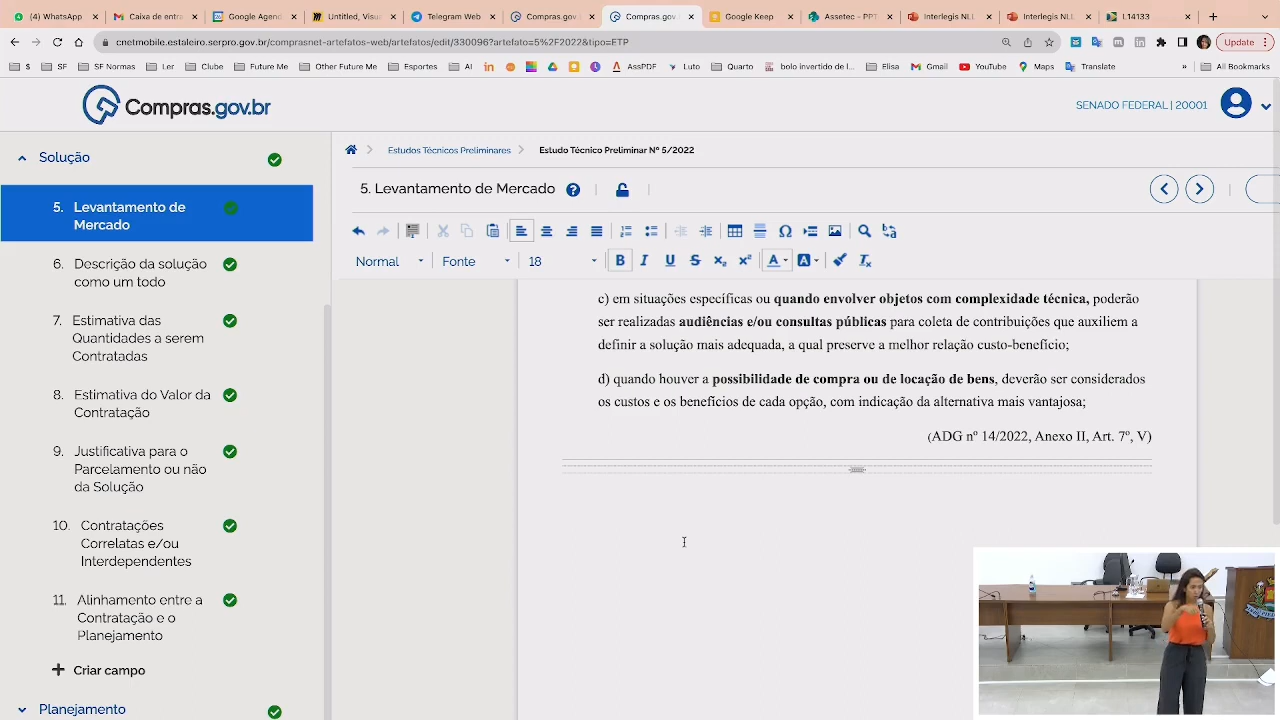 (4) WhatsApp
Caixa de entra
Google Agend
Untitled, Visu
Telegram Web
Compras.gov
Compras.gov
Google Keep
Assetec – PPT
Interlegis NLL
Interlegis NLL
L14133
cnetmobile.estaleiro.serpro.gov.br/comprasnet-artefatos-web/artefatos/edit/330096?artefato=5%2F2022&tipo=ETP
Update
$ SF SF Normas Ler Clube Future Me Other Future Me Esportes AI AssPDF Luto Quarto bolo invertido de l... Elisa Gmail YouTube Maps Translate » All Bookmarks
Compras.gov.br
SENADO FEDERAL | 20001
Solução
5. Levantamento de
Mercado
6. Descrição da solução
como um todo
7. Estimativa das
Quantidades a serem
Contratadas
8. Estimativa do Valor da
Contratação
9. Justificativa para o
Parcelamento ou não
da Solução
10. Contratações
Correlatas e/ou
Interdependentes
11. Alinhamento entre a
Contratação e o
Planejamento
Criar campo
Planejamento
Estudos Técnicos Preliminares
Estudo Técnico Preliminar Nº 5/2022
5. Levantamento de Mercado
Normal Fonte 18
c) em situações específicas ou quando envolver objetos com complexidade técnica, poderão
ser realizadas audiências e/ou consultas públicas para coleta de contribuições que auxiliem a
definir a solução mais adequada, a qual preserve a melhor relação custo-benefício;
d) quando houver a possibilidade de compra ou de locação de bens, deverão ser considerados
os custos e os benefícios de cada opção, com indicação da alternativa mais vantajosa;
(ADG nº 14/2022, Anexo II, Art. 7º, V)